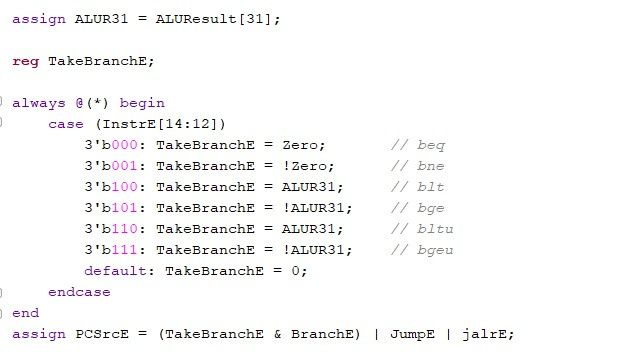 assign ALUR31 = ALUResult[31];
reg TakeBranchE;
always @(*) begin
case (InstrE[14:12])
3'b000: TakeBranchE = Zero; // beq
3'b001: TakeBranchE = !Zero; // bne
3'b100: TakeBranchE = ALUR31; // blt
3'b101: TakeBranchE = !ALUR31; // bge
3'b110: TakeBranchE = ALUR31; // bltu
3'b111: TakeBranchE = !ALUR31; // bgeu
default: TakeBranchE = 0;
endcase
end
assign PCSrcE = (TakeBranchE & BranchE) | JumpE | jalrE;